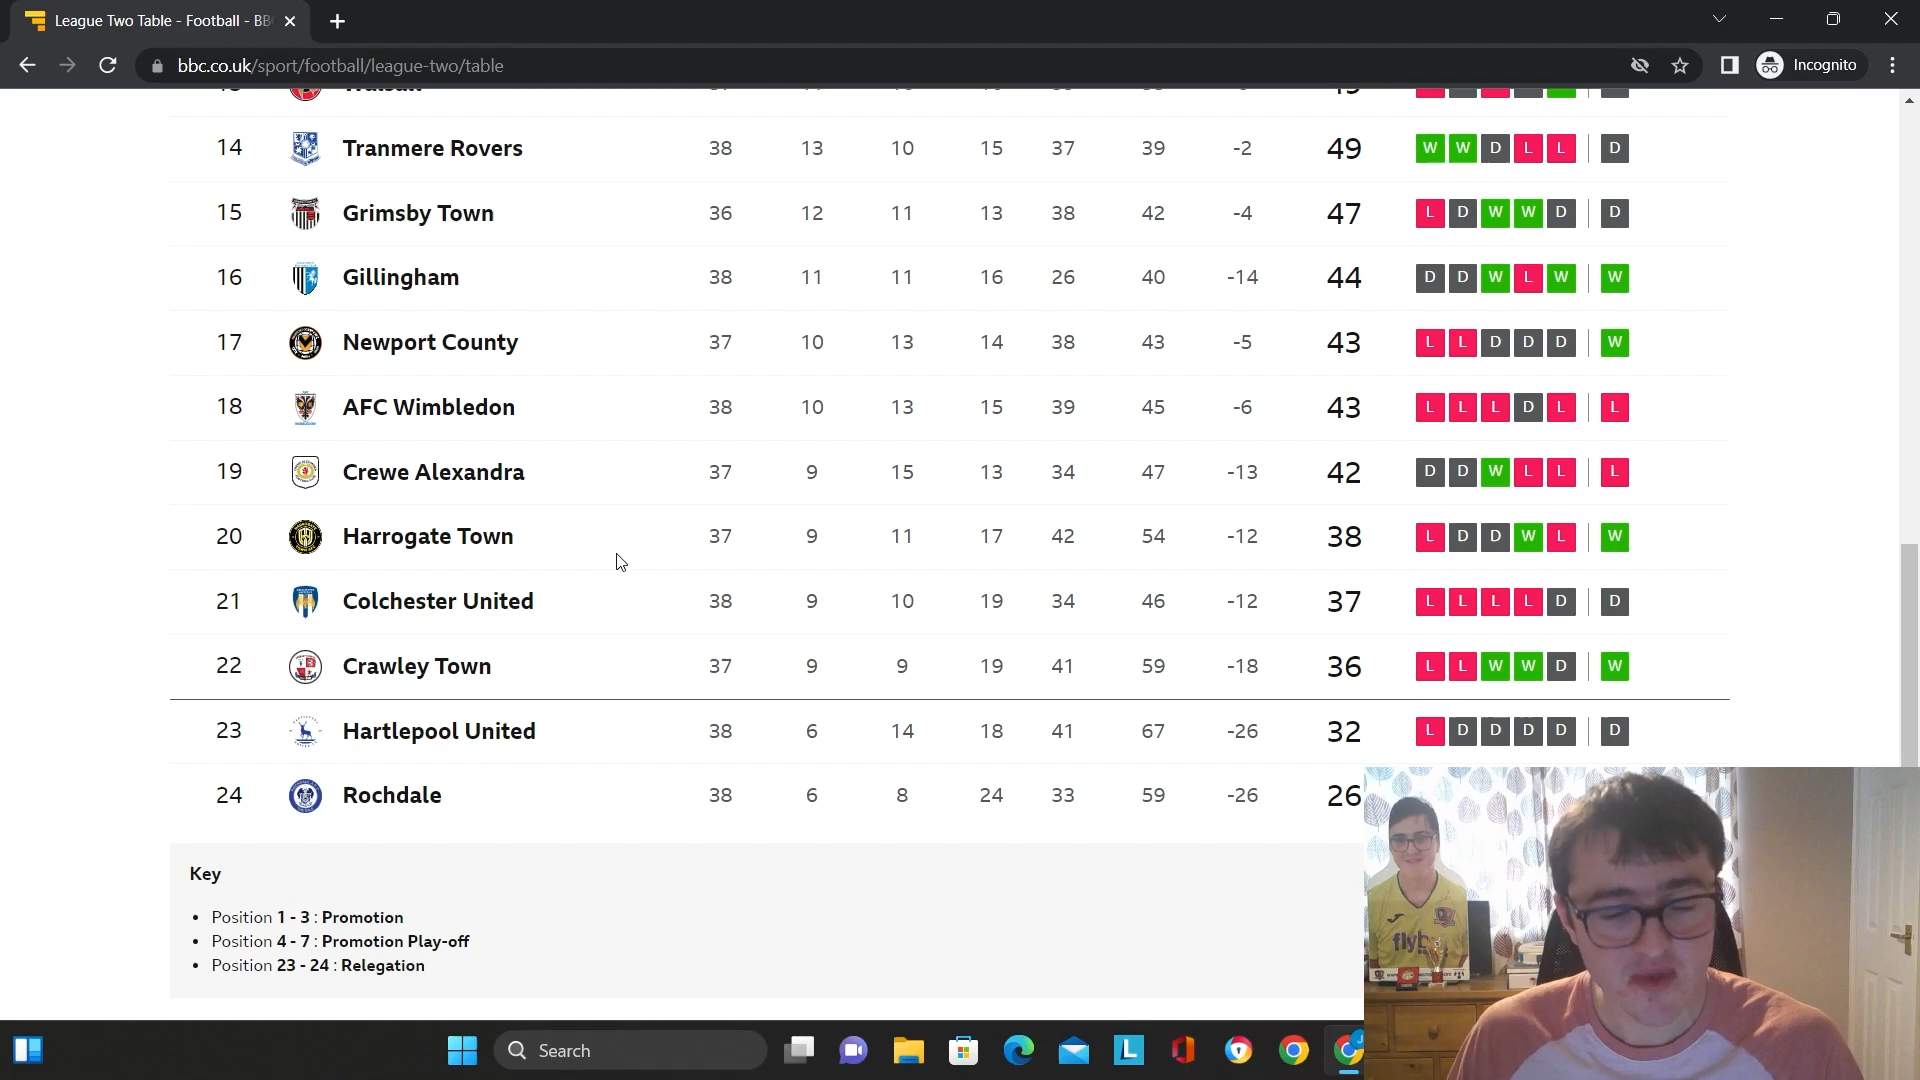 League Two Table - Football - BB
bbc.co.uk/sport/football/league-two/table
Incognito
14 Tranmere Rovers 38 13 10 15 37 39 -2 49 W W D L L D
15 Grimsby Town 36 12 11 13 38 42 -4 47 L D W W D D
16 Gillingham 38 11 11 16 26 40 -14 44 D D W L W W
17 Newport County 37 10 13 14 38 43 -5 43 L L D D D W
18 AFC Wimbledon 38 10 13 15 39 45 -6 43 L L L D L L
19 Crewe Alexandra 37 9 15 13 34 47 -13 42 D D W L L L
20 Harrogate Town 37 9 11 17 42 54 -12 38 L D D W L W
21 Colchester United 38 9 10 19 34 46 -12 37 L L L L D D
22 Crawley Town 37 9 9 19 41 59 -18 36 L L W W D W
23 Hartlepool United 38 6 14 18 41 67 -26 32 L D D D D D
24 Rochdale 38 6 8 24 33 59 -26 26
Key
• Position 1 - 3 : Promotion
• Position 4 - 7 : Promotion Play-off
• Position 23 - 24 : Relegation
flyb
Search
L
J